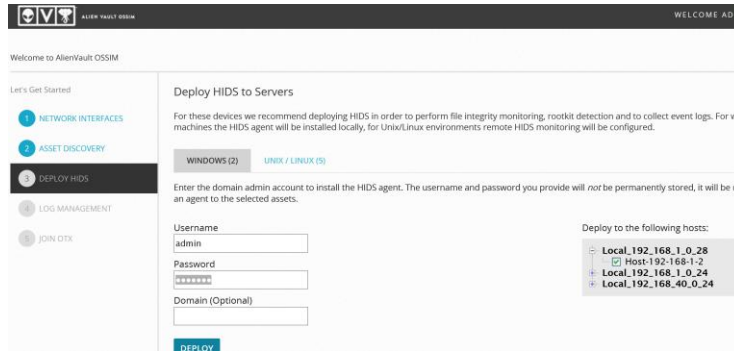 ALIEN VAULT OSSIM
WELCOME AD
Welcome to AlienVault OSSIM
Let's Get Started
1 NETWORK INTERFACES
2 ASSET DISCOVERY
3 DEPLOY HIDS
4 LOG MANAGEMENT
5 JOIN OTX
Deploy HIDS to Servers
For these devices we recommend deploying HIDS in order to perform file integrity monitoring, rootkit detection and to collect event logs. For w
machines the HIDS agent will be installed locally, for Unix/Linux environments remote HIDS monitoring will be configured.
WINDOWS (2)
UNIX / LINUX (5)
Enter the domain admin account to install the HIDS agent. The username and password you provide will not be permanently stored, it will be
an agent to the selected assets.
Username
admin
Password
Domain (Optional)
DEPLOY
Deploy to the following hosts:
Local_192_168_1_0_28
Host-192-168-1-2
Local_192_168_1_0_24
Local_192_168_40_0_24